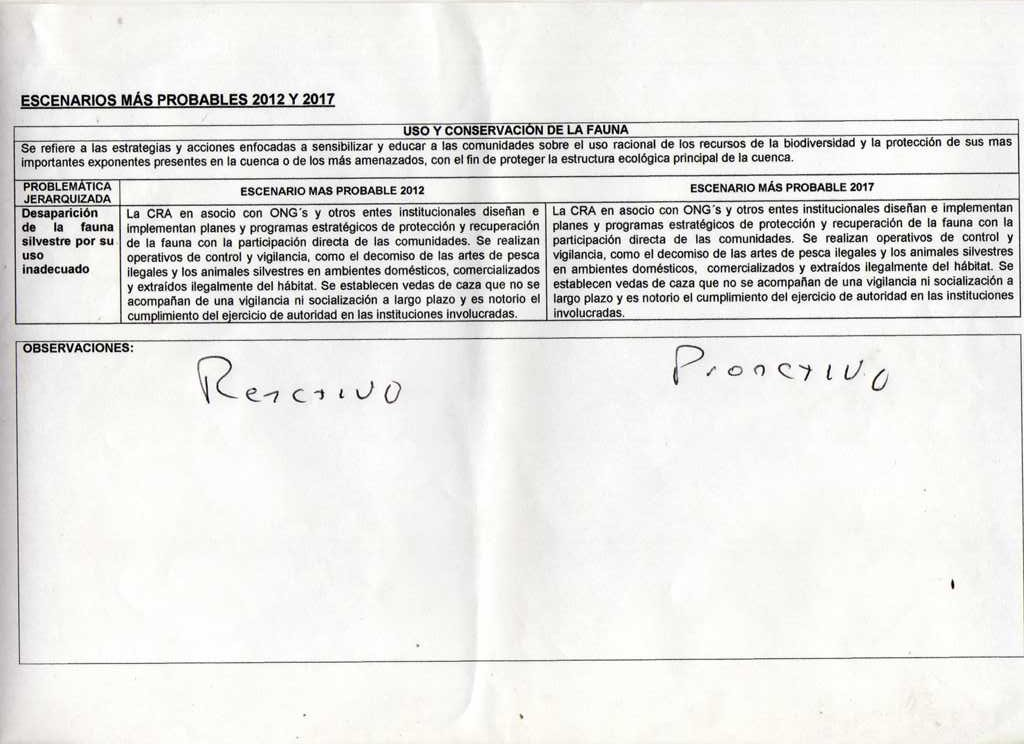 ESCENARIOS MÁS PROBABLES 2012 Y 2017
USO Y CONSERVACIÓN DE LA FAUNA
Se refiere a las estrategias y acciones enfocadas a sensibilizar y educar a las comunidades sobre el uso racional de los recursos de la biodiversidad y la protección de sus mas
importantes exponentes presentes en la cuenca o de los más amenazados, con el fin de proteger la estructura ecológica principal de la cuenca.
PROBLEMÁTICA
JERARQUIZADA
ESCENARIO MAS PROBABLE 2012
ESCENARIO MÁS PROBABLE 2017
Desaparición
de la fauna
silvestre por su
uso
inadecuado
La CRA en asocio con ONG´s y otros entes institucionales diseñan e
implementan planes y programas estratégicos de protección y recuperación
de la fauna con la participación directa de las comunidades. Se realizan
operativos de control y vigilancia, como el decomiso de las artes de pesca
ilegales y los animales silvestres en ambientes domésticos, comercializados
y extraídos ilegalmente del hábitat. Se establecen vedas de caza que no se
acompañan de una vigilancia ni socialización a largo plazo y es notorio el
cumplimiento del ejercicio de autoridad en las instituciones involucradas.
La CRA en asocio con ONG´s y otros entes institucionales diseñan e implementan
planes y programas estratégicos de protección y recuperación de la fauna con la
participación directa de las comunidades. Se realizan operativos de control y
vigilancia, como el decomiso de las artes de pesca ilegales y los animales silvestres
en ambientes domésticos, comercializados y extraídos ilegalmente del hábitat. Se
establecen vedas de caza que no se acompañan de una vigilancia ni socialización a
largo plazo y es notorio el cumplimiento del ejercicio de autoridad en las instituciones
involucradas.
OBSERVACIONES:
Reactivo
Proactivo